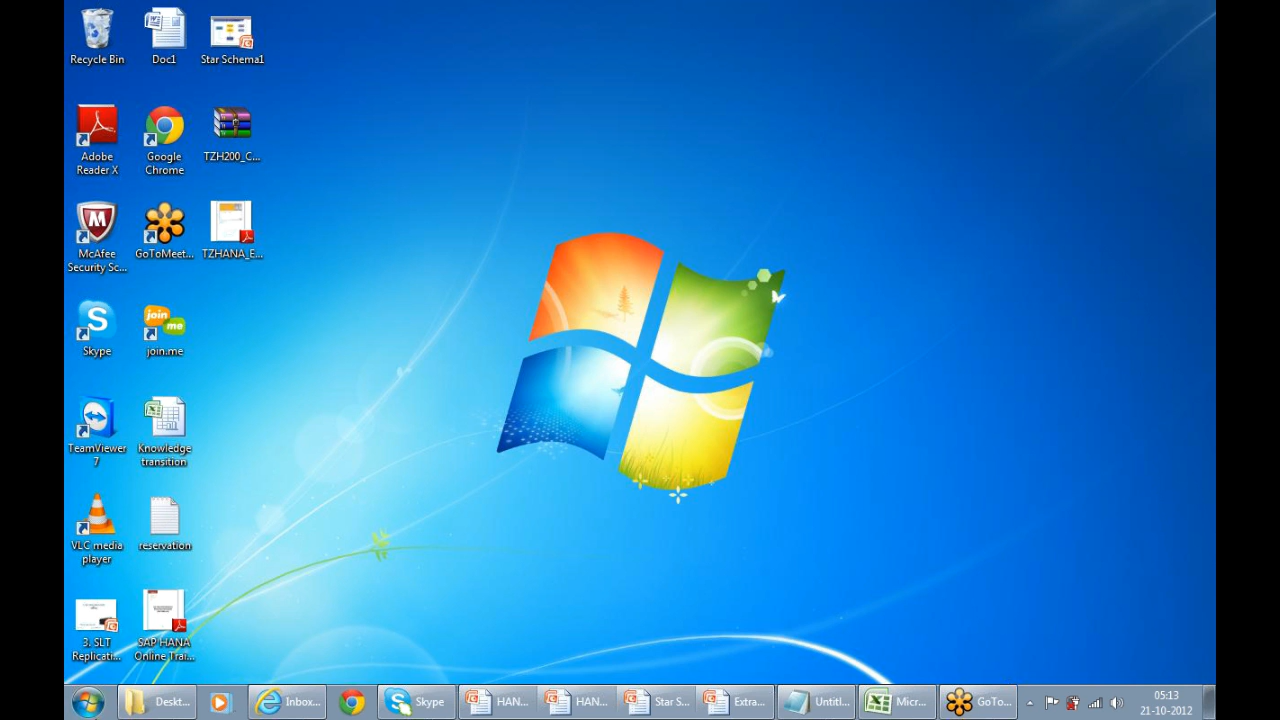 Recycle Bin
Doc1
Star Schema1
Adobe
Reader X
Google
Chrome
TZH200_C...
McAfee
Security Sc...
GoToMeet...
TZHANA_E...
Skype
join.me
TeamViewer
7
Knowledge
transition
VLC media
player
reservation
3. SLT
Replicati...
SAP HANA
Online Trai...
Deskt...
Inbox...
Skype
HAN...
HAN...
Star S...
Extra...
Untitl...
Micr...
GoTo...
05:13
21-10-2012